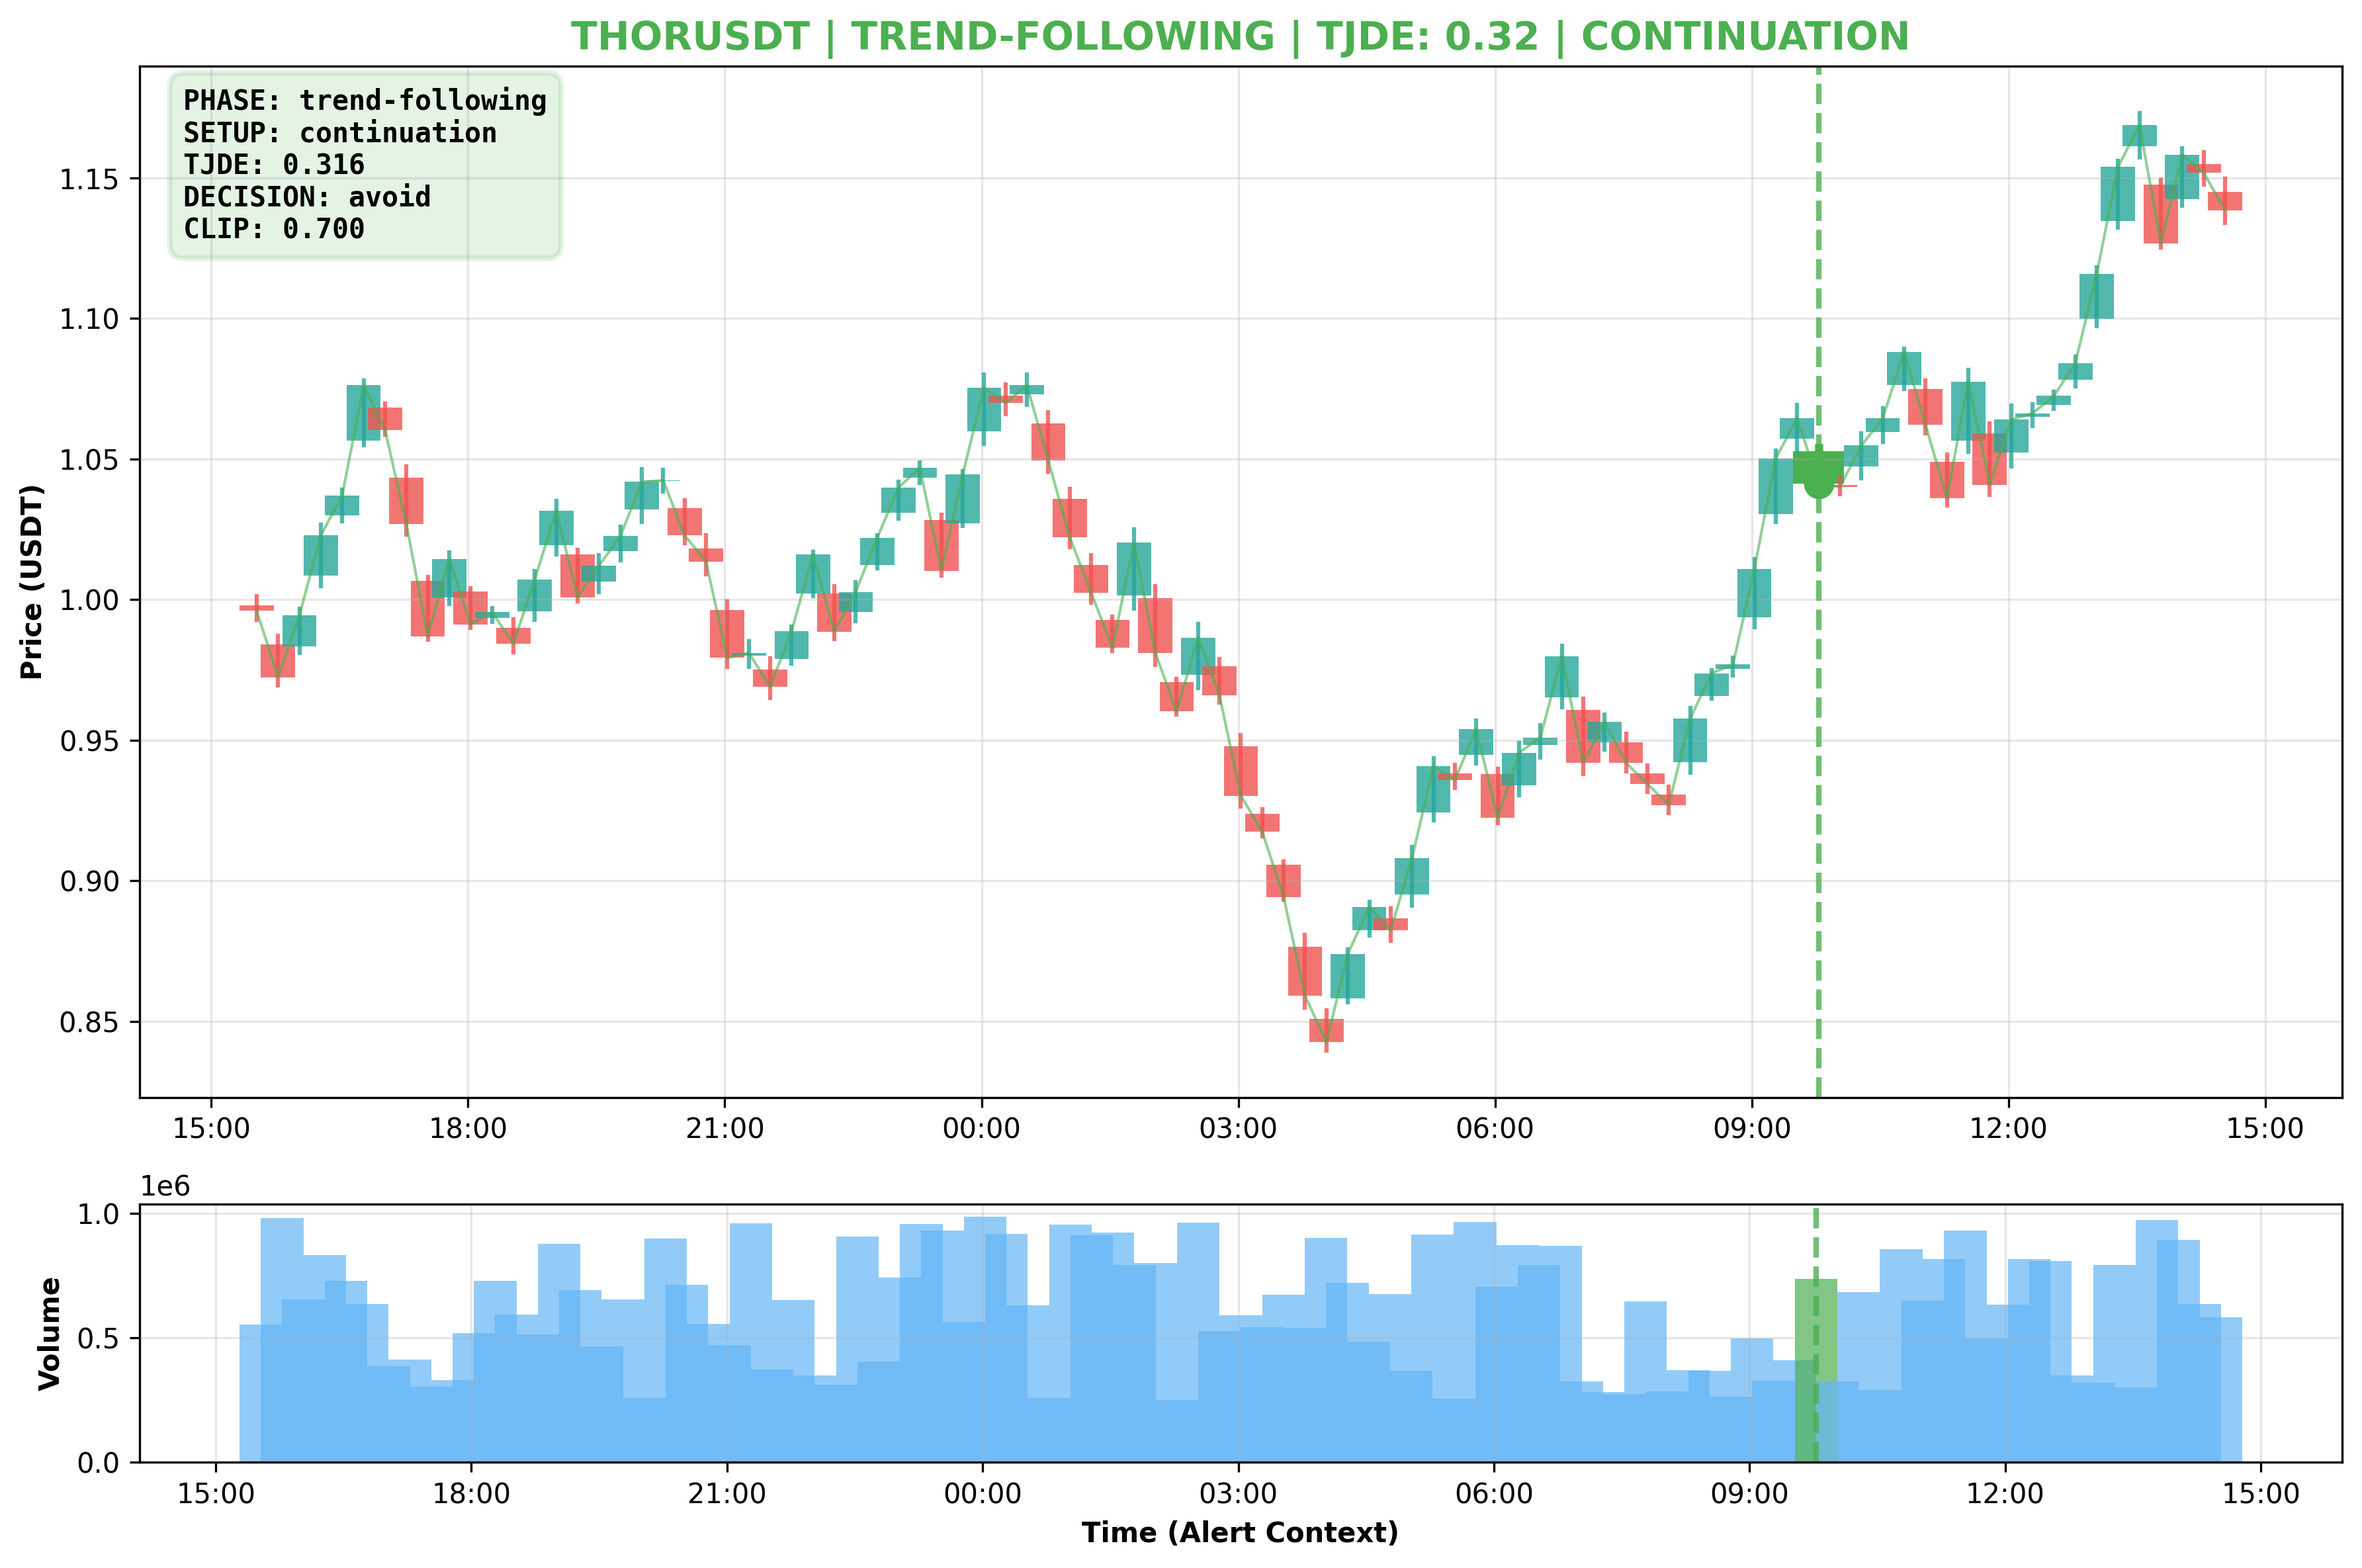 THORUSDT | TREND-FOLLOWING | TJDE: 0.32 | CONTINUATION
PHASE: trend-following
SETUP: continuation
TJDE: 0.316
DECISION: avoid
CLIP: 0.700
Price (USDT)
1.15
1.10
1.05
1.00
0.95
0.90
0.85
15:00 18:00 21:00 00:00 03:00 06:00 09:00 12:00 15:00
1e6
Volume
1.0
0.5
0.0
15:00 18:00 21:00 00:00 03:00 06:00 09:00 12:00 15:00
Time (Alert Context)